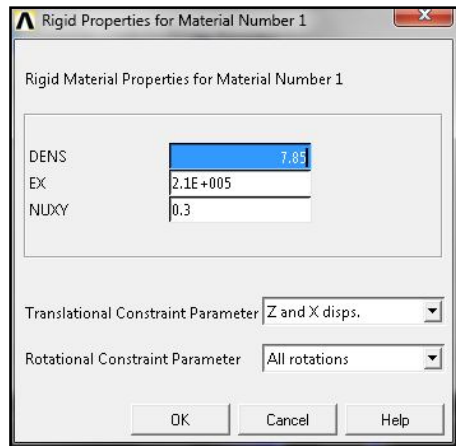 Rigid Properties for Material Number 1
Rigid Material Properties for Material Number 1
DENS 7.85
EX 2.1E+005
NUXY 0.3
Translational Constraint Parameter Z and X disps.
Rotational Constraint Parameter All rotations
OK Cancel Help